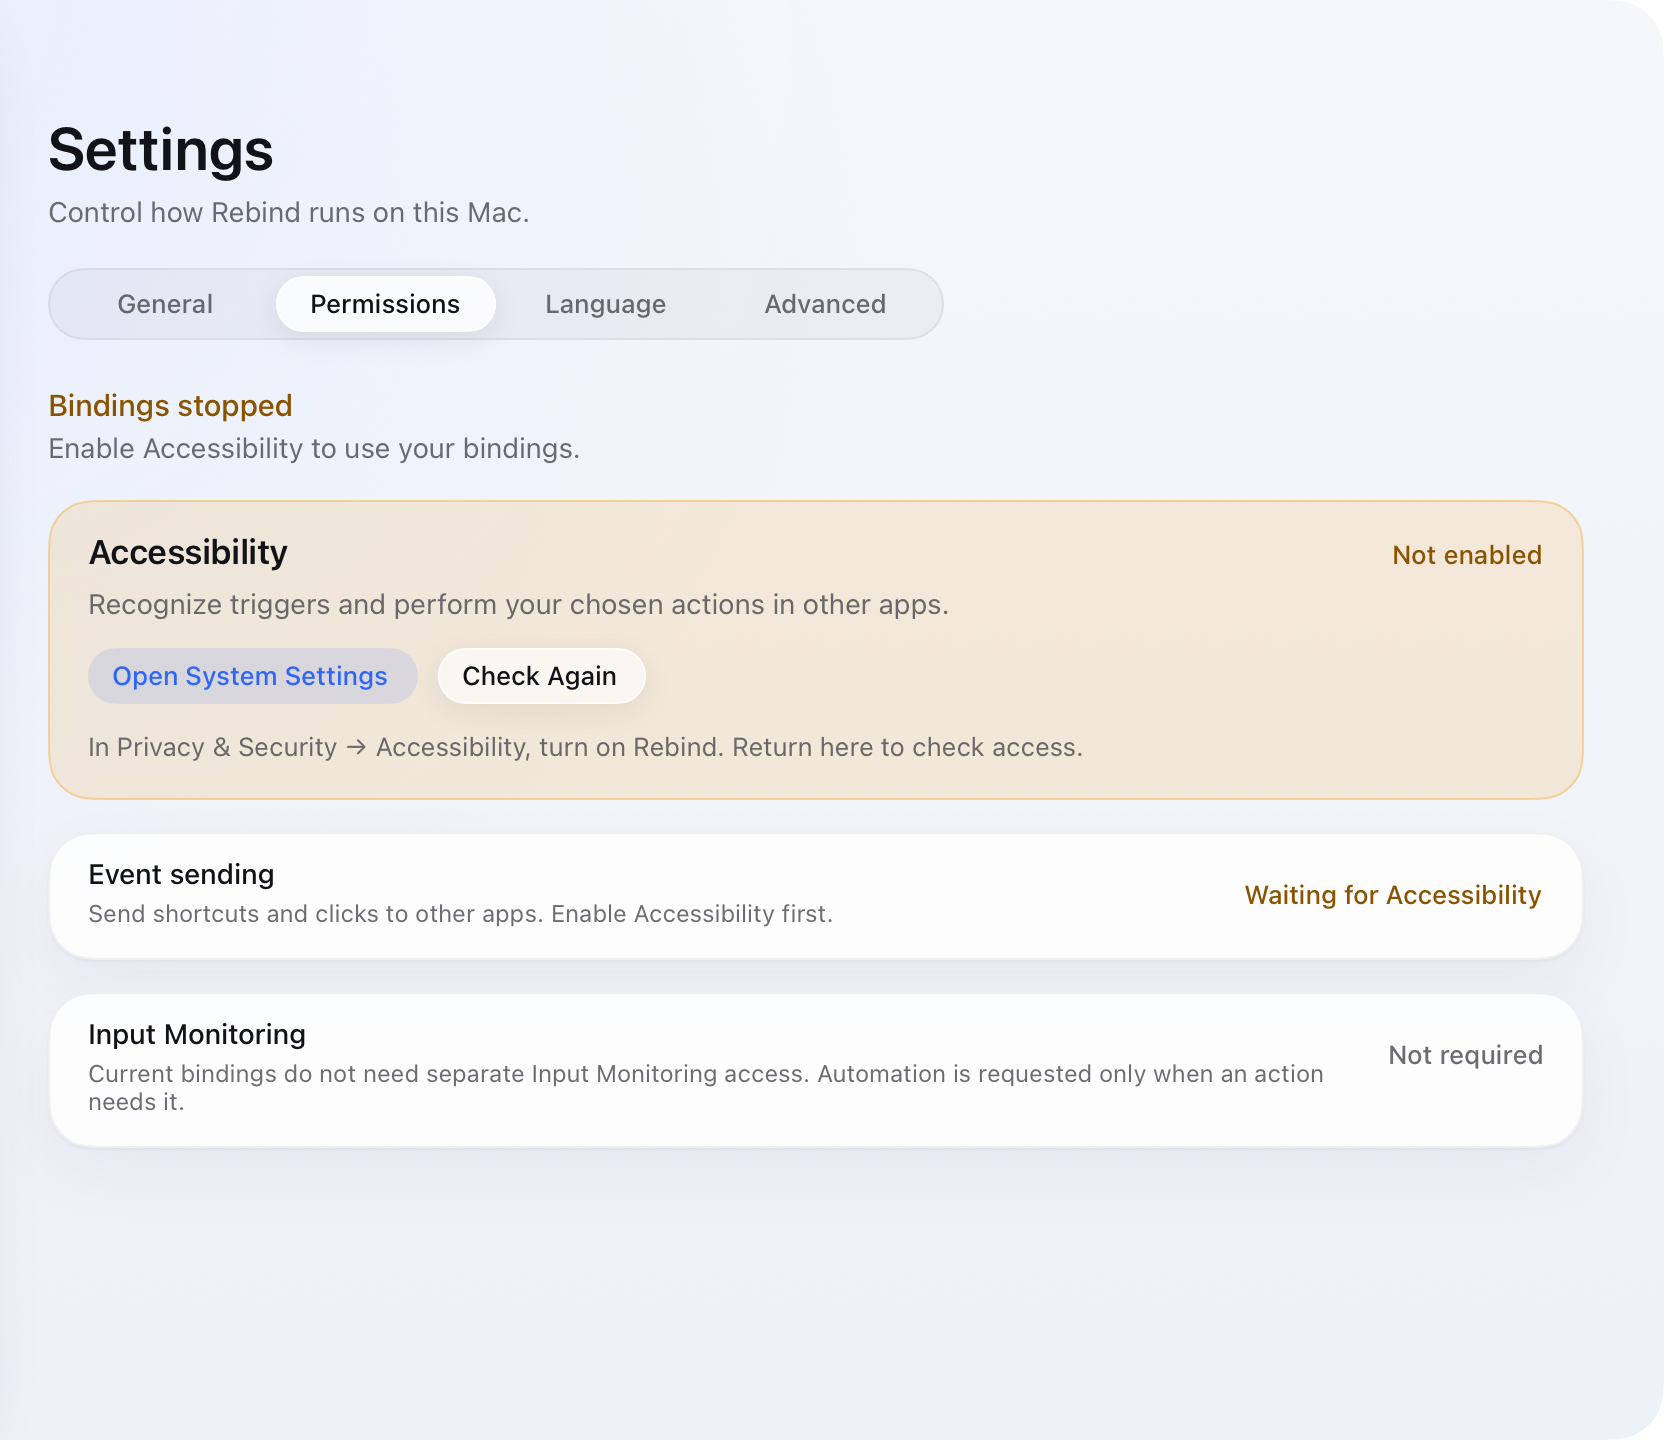 Settings
Control how Rebind runs on this Mac.
General Permissions Language Advanced
Bindings stopped
Enable Accessibility to use your bindings.
Accessibility
Not enabled
Recognize triggers and perform your chosen actions in other apps.
Open System Settings Check Again
In Privacy & Security → Accessibility, turn on Rebind. Return here to check access.
Event sending
Send shortcuts and clicks to other apps. Enable Accessibility first.
Waiting for Accessibility
Input Monitoring
Current bindings do not need separate Input Monitoring access. Automation is requested only when an action
needs it.
Not required